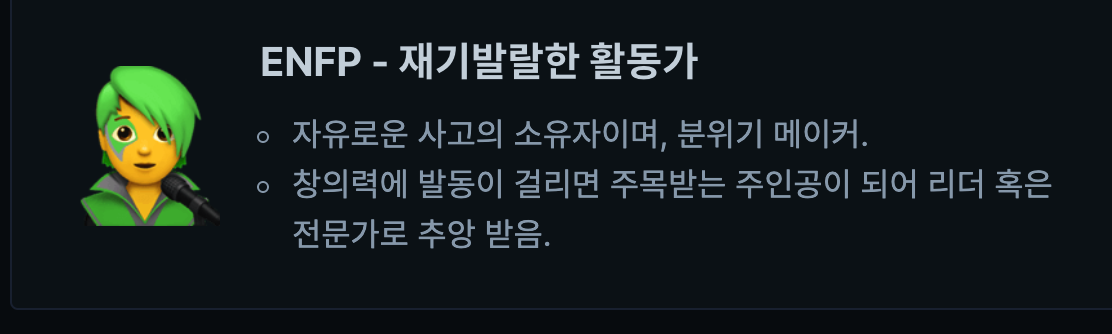 ENFP - 재기발랄한 활동가
자유로운 사고의 소유자이며, 분위기 메이커.
창의력에 발동이 걸리면 주목받는 주인공이 되어 리더 혹은
전문가로 추앙 받음.